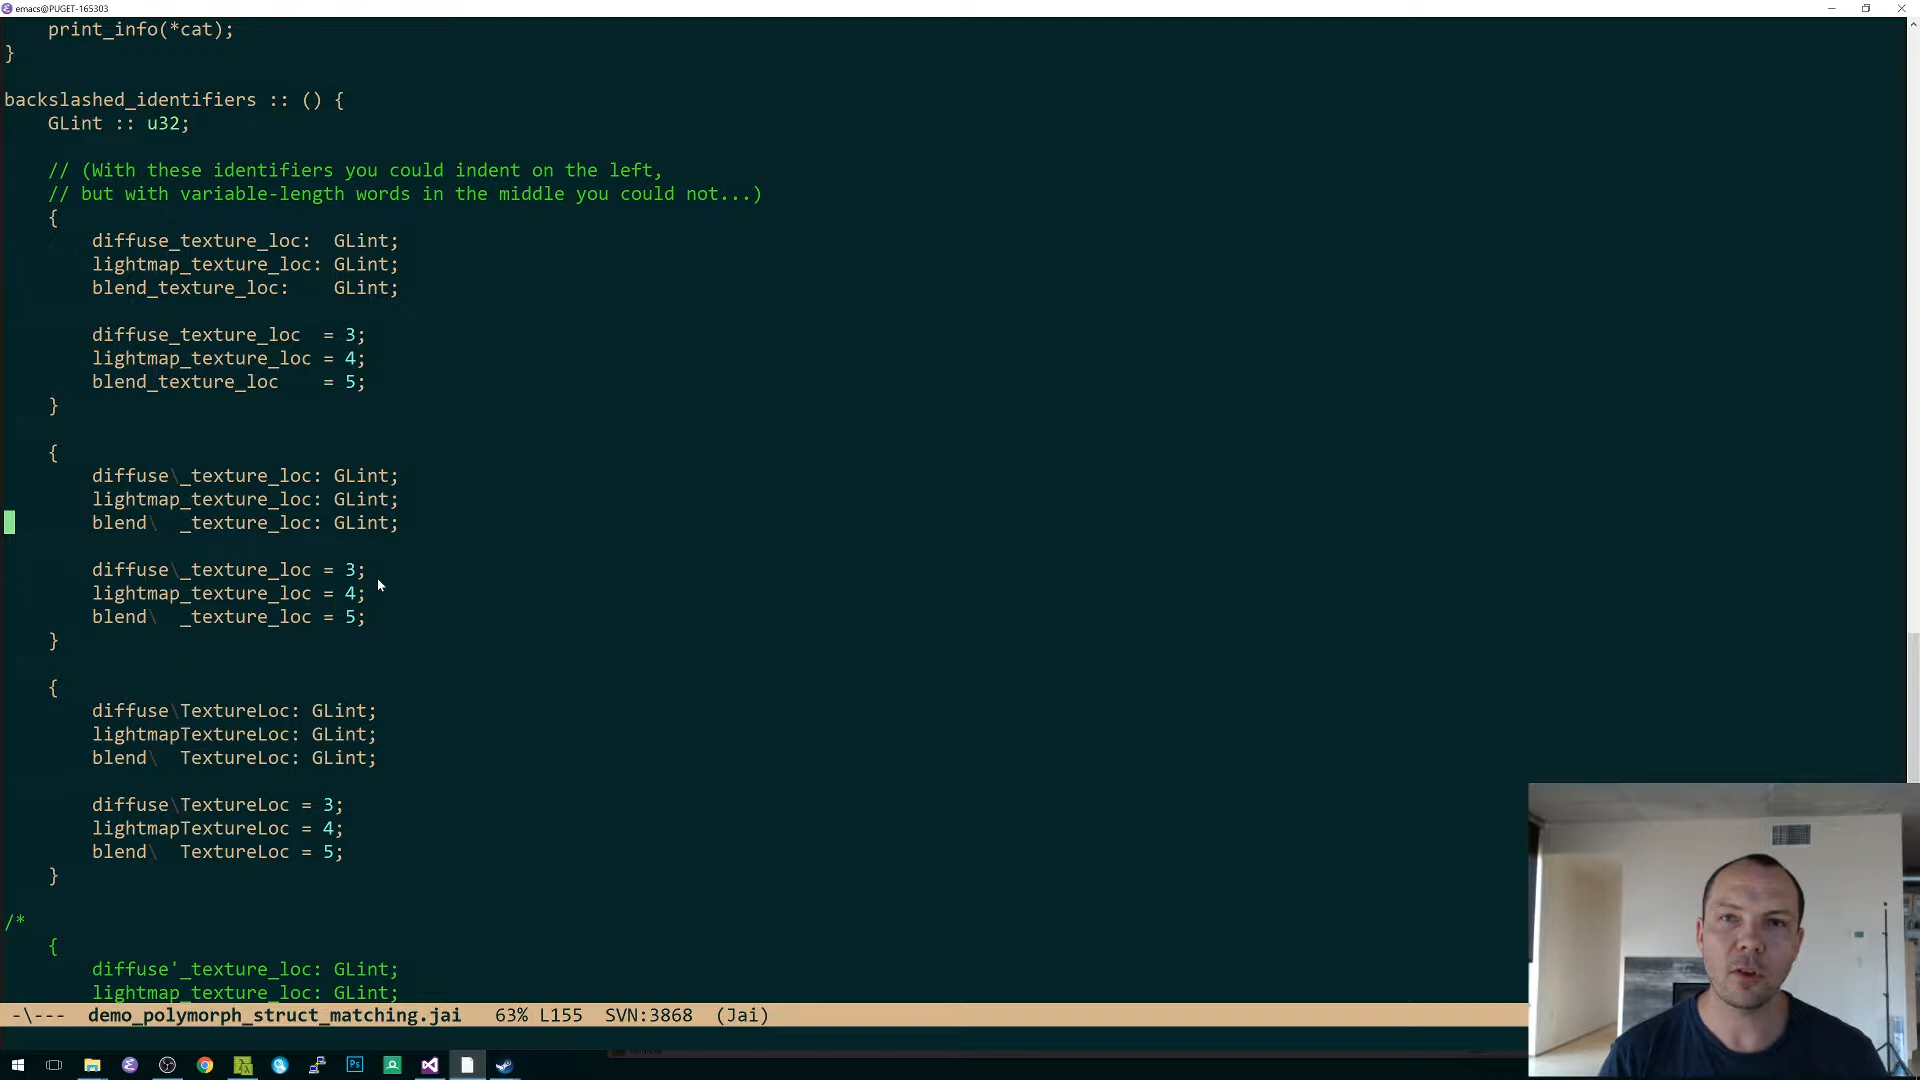 emacs@PUGET-165303
    print_info(*cat);
}
backslashed_identifiers :: () {
    GLint :: u32;
    // (With these identifiers you could indent on the left,
    // but with variable-length words in the middle you could not...)
    {
        diffuse_texture_loc:  GLint;
        lightmap_texture_loc: GLint;
        blend_texture_loc:    GLint;
        diffuse_texture_loc  = 3;
        lightmap_texture_loc = 4;
        blend_texture_loc    = 5;
    }
    {
        diffuse\_texture_loc: GLint;
        lightmap_texture_loc: GLint;
        blend\  _texture_loc: GLint;
        diffuse\_texture_loc = 3;
        lightmap_texture_loc = 4;
        blend\  _texture_loc = 5;
    }
    {
        diffuse\TextureLoc: GLint;
        lightmapTextureLoc: GLint;
        blend\  TextureLoc: GLint;
        diffuse\TextureLoc = 3;
        lightmapTextureLoc = 4;
        blend\  TextureLoc = 5;
    }
/*
    {
        diffuse'_texture_loc: GLint;
        lightmap_texture_loc: GLint;
-\---  demo_polymorph_struct_matching.jai   63% L155  SVN:3868  (Jai)
Ps